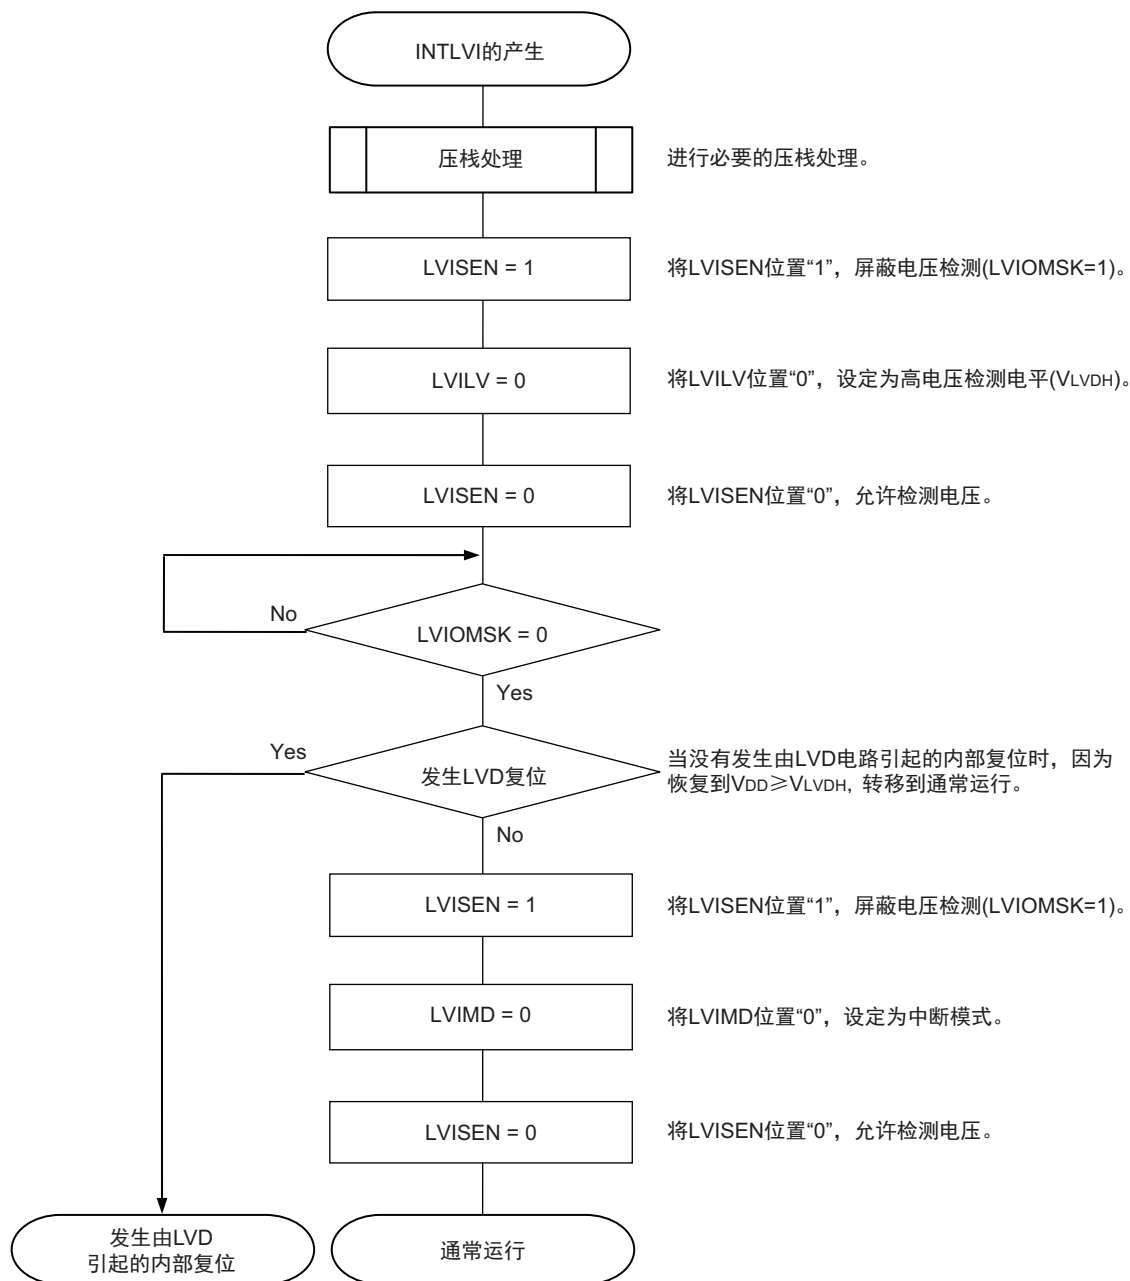 INTLVI的产生
压栈处理
进行必要的压栈处理。
LVISEN = 1
将LVISEN位置“1”，屏蔽电压检测(LVIOMSK=1)。
LVILV = 0
将LVILV位置“0”，设定为高电压检测电平(VLVDH)。
LVISEN = 0
将LVISEN位置“0”，允许检测电压。
No
LVIOMSK = 0
Yes
Yes
发生LVD复位
当没有发生由LVD电路引起的内部复位时，因为
恢复到VDD≥VLVDH, 转移到通常运行。
No
LVISEN = 1
将LVISEN位置“1”，屏蔽电压检测(LVIOMSK=1)。
LVIMD = 0
将LVIMD位置“0”，设定为中断模式。
LVISEN = 0
将LVISEN位置“0”，允许检测电压。
发生由LVD
引起的内部复位
通常运行